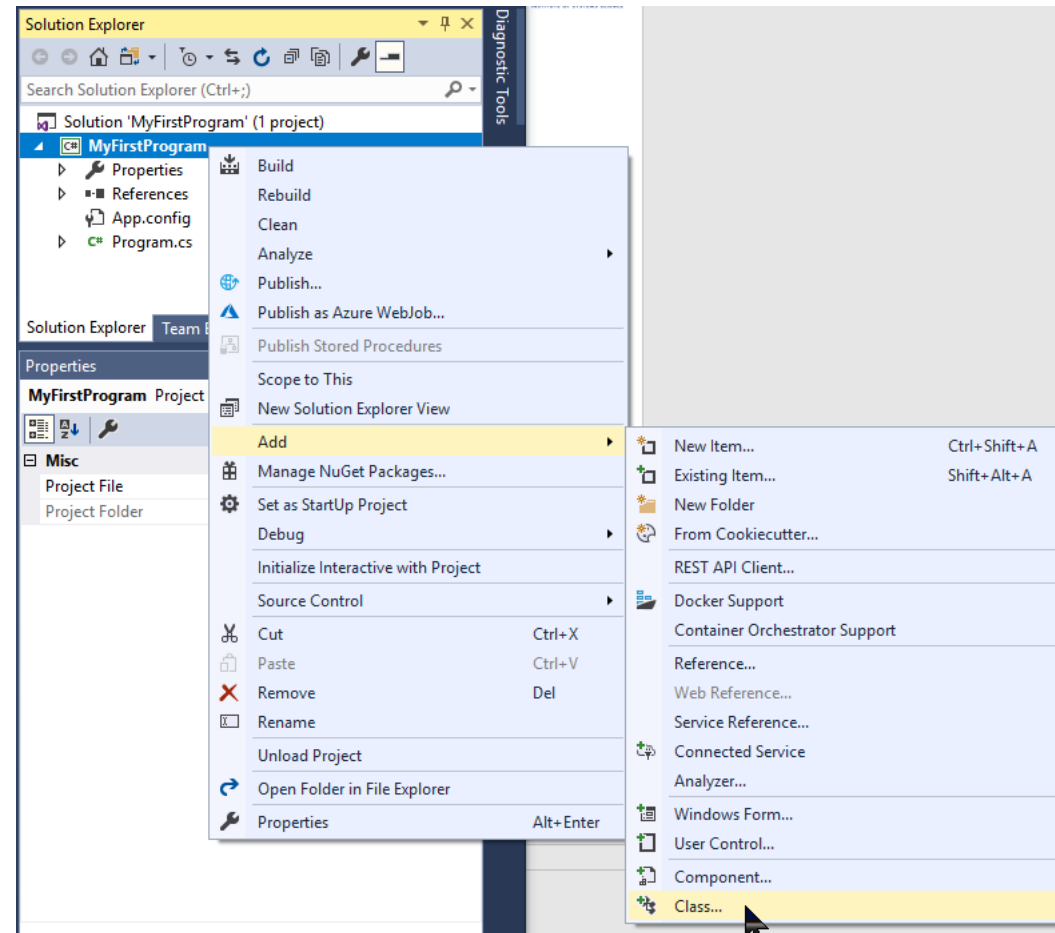 Solution Explorer
Search Solution Explorer (Ctrl+;)
Solution 'MyFirstProgram' (1 project)
C# MyFirstProgram
Properties
References
App.config
C# Program.cs
Solution Explorer Team
Properties
MyFirstProgram Project
Misc
Project File
Project Folder
Diagnostic Tools
Build
Rebuild
Clean
Analyze
Publish...
Publish as Azure WebJob...
Publish Stored Procedures
Scope to This
New Solution Explorer View
Add
Manage NuGet Packages...
Set as StartUp Project
Debug
Initialize Interactive with Project
Source Control
Cut Ctrl+X
Paste Ctrl+V
Remove Del
Rename
Unload Project
Open Folder in File Explorer
Properties Alt+Enter
New Item... Ctrl+Shift+A
Existing Item... Shift+Alt+A
New Folder
From Cookiecutter...
REST API Client...
Docker Support
Container Orchestrator Support
Reference...
Web Reference...
Service Reference...
Connected Service
Analyzer...
Windows Form...
User Control...
Component...
Class...